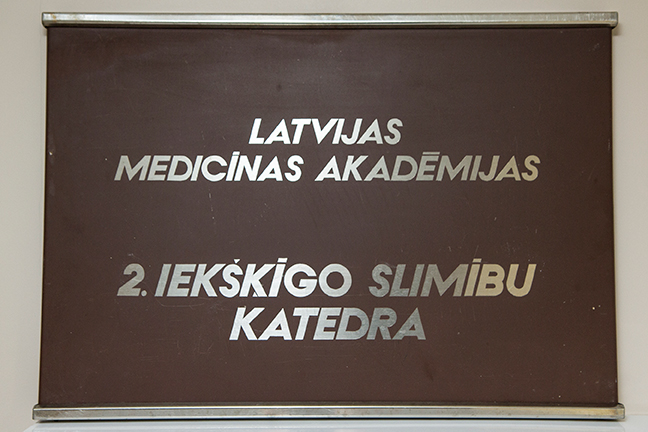 LATVIJAS
MEDICĪNAS AKADĒMIJAS
2. IEKŠĶĪGO SLIMĪBU
KATEDRA